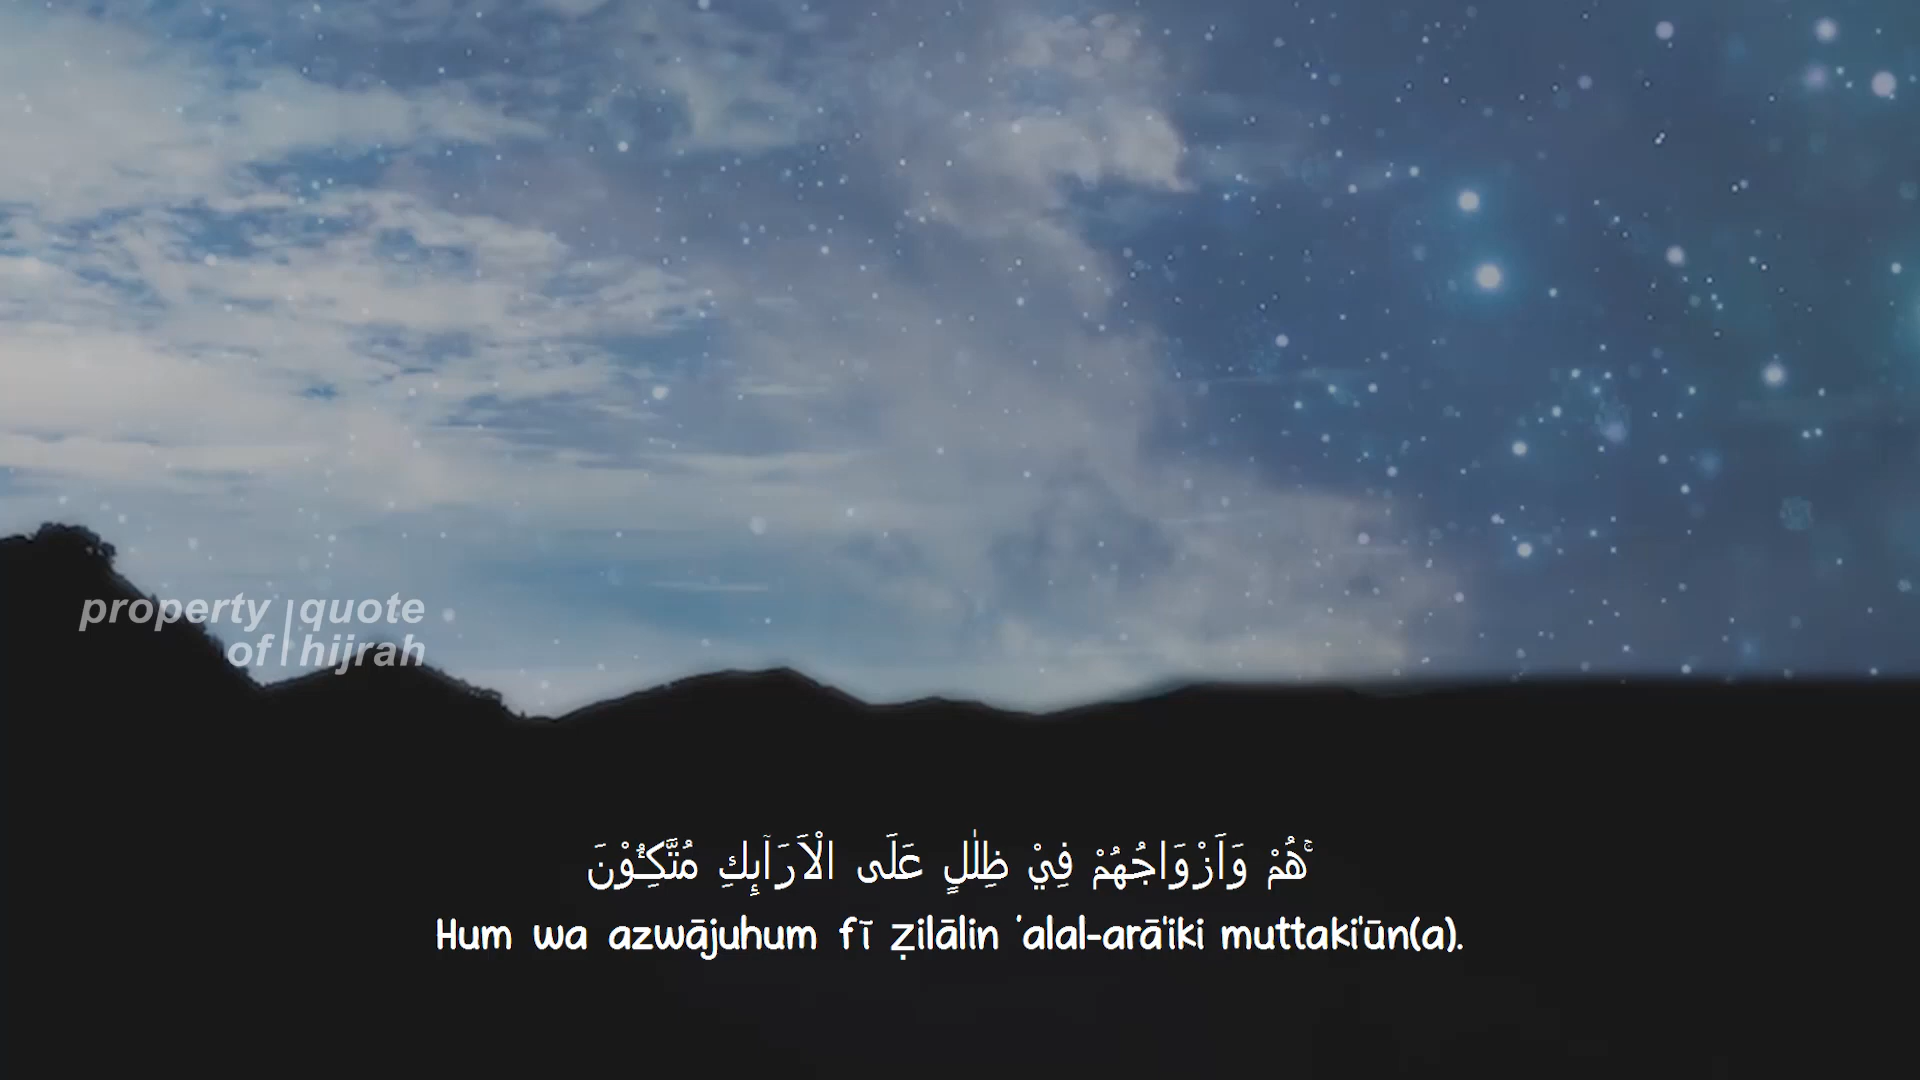 property | quote
of | hijrah
هُمْ وَاَزْوَاجُهُمْ فِيْ ظِلٰلٍ عَلَى الْاَرَاۤىِٕكِ مُتَّكِـُٔوْنَ ۚ
Hum wa azwājuhum fī ẓilālin ‘alal-arā'iki muttaki'ūn(a).